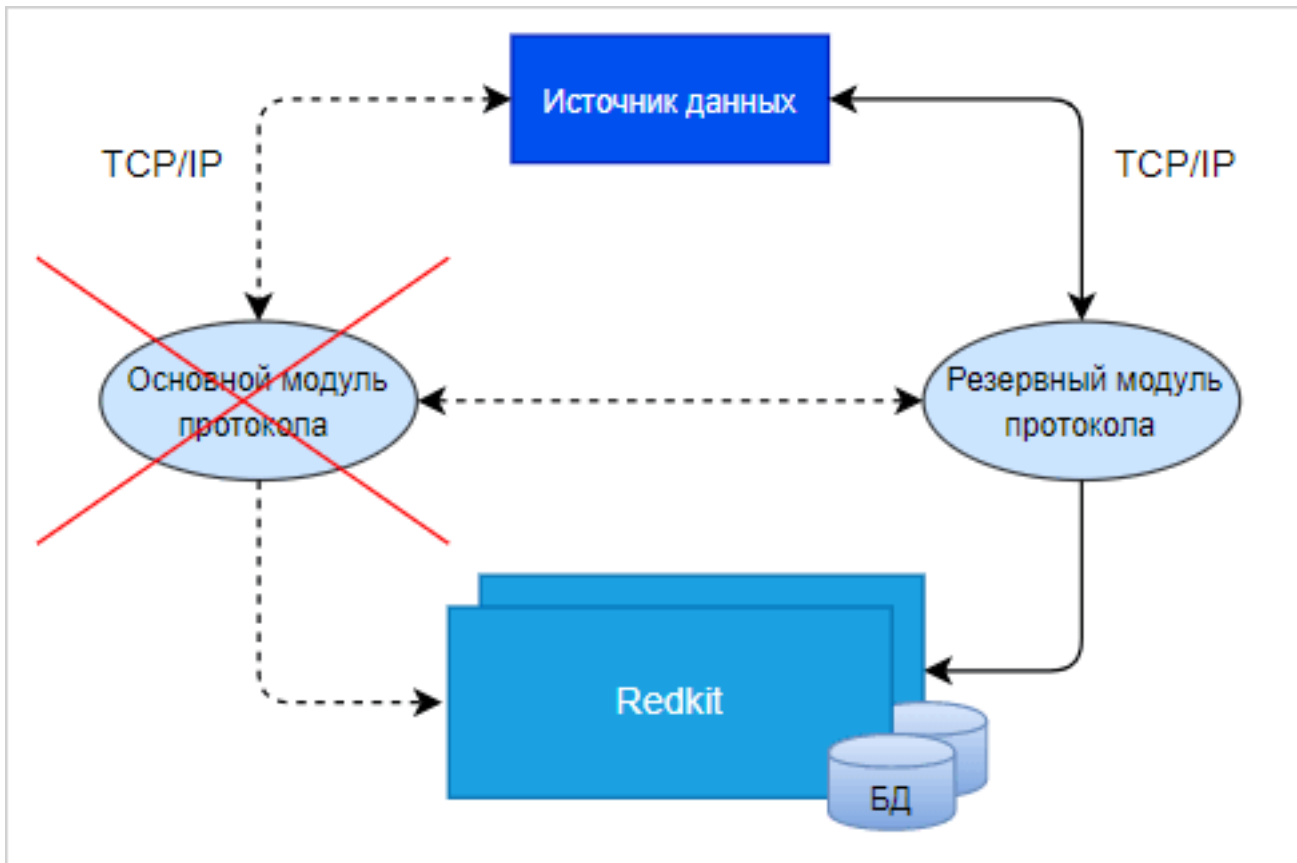 Источник данных
TCP/IP
TCP/IP
Основной модуль
протокола
Резервный модуль
протокола
Redkit
БД